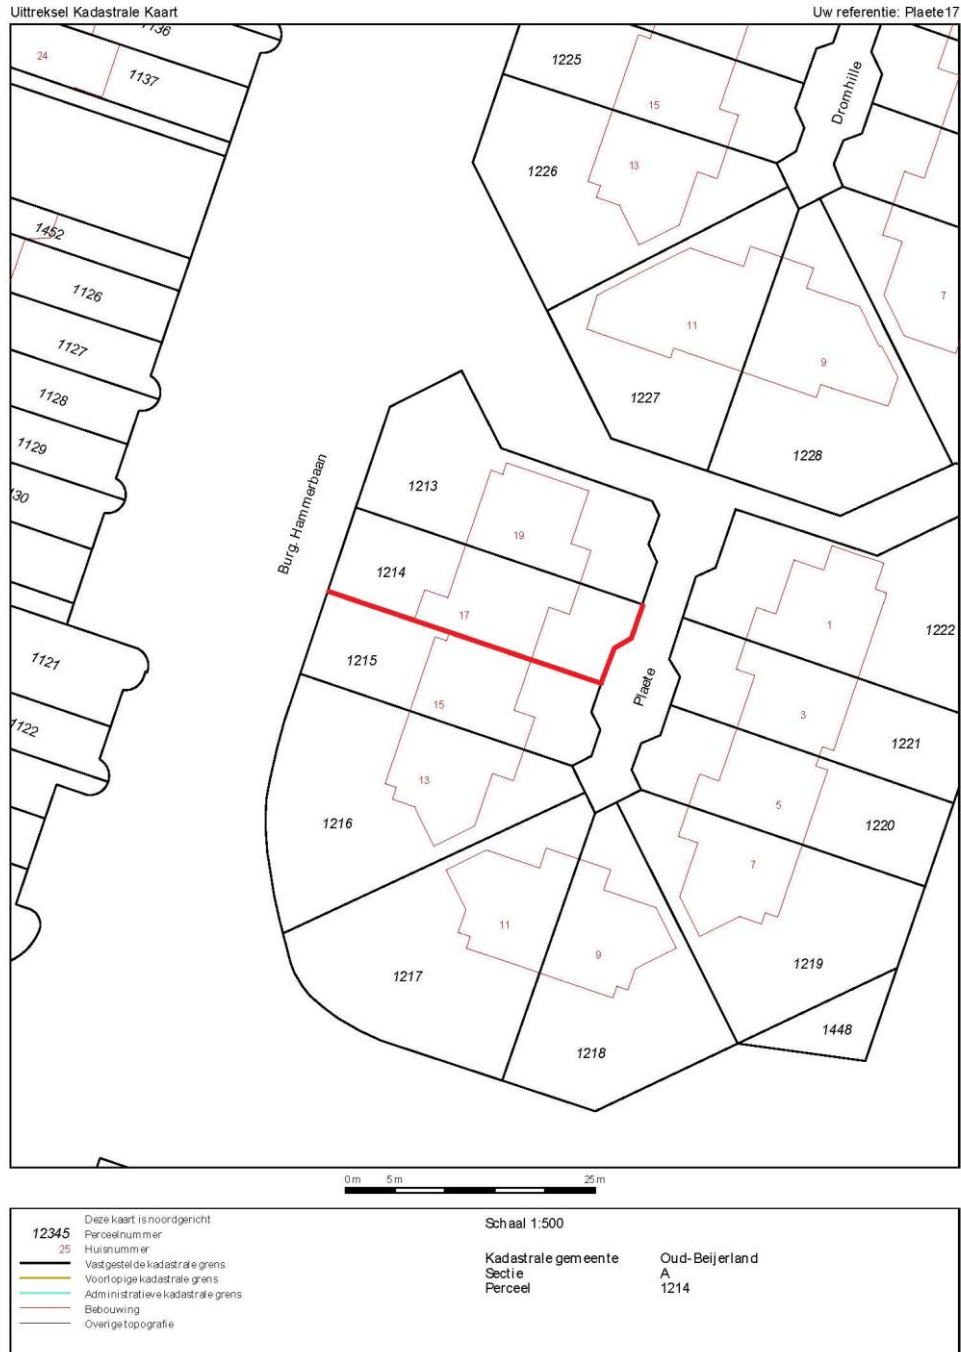 Uittreksel Kadastrale Kaart
Uw referentie: Plaete17
1136
24
1137
1225
15
Dromhille
13
1226
1452
1126
7
11
1127
9
1128
1227
1129
1228
Burg. Hammerbaan
1213
19
1214
17
1
1222
1121
1215
Plaete
3
15
1122
1221
13
5
1216
1220
7
11
9
1219
1217
1448
1218
0 m 5 m 25 m
Deze kaart is noordgericht
12345 Perceelnummer
25 Huisnummer
Vastgestelde kadastrale grens
Voorlopige kadastrale grens
Administratieve kadastrale grens
Bebouwing
Overige topografie
Schaal 1:500
Kadastrale gemeente Oud-Beijerland
Sectie A
Perceel 1214